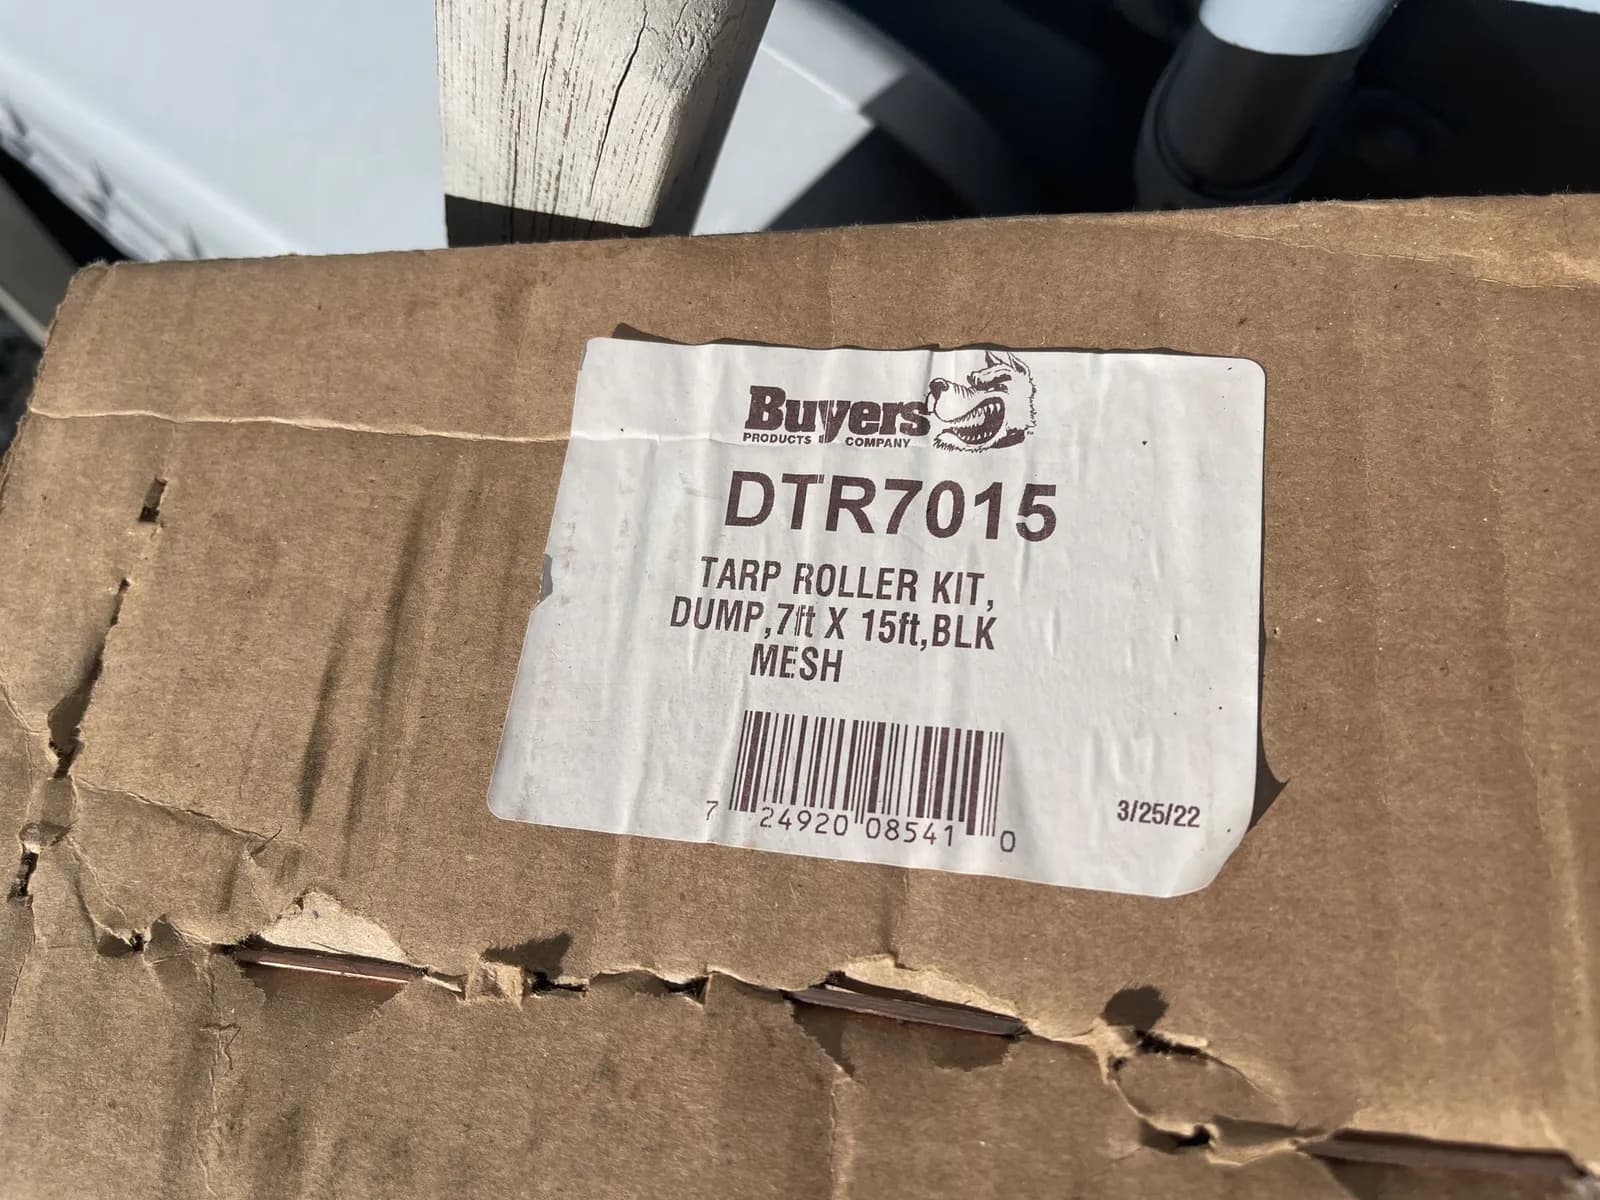 Buyers
PRODUCTS COMPANY
DTR7015
TARP ROLLER KIT,
DUMP,7ft X 15ft,BLK
MESH
7 24920 08541 0
3/25/22